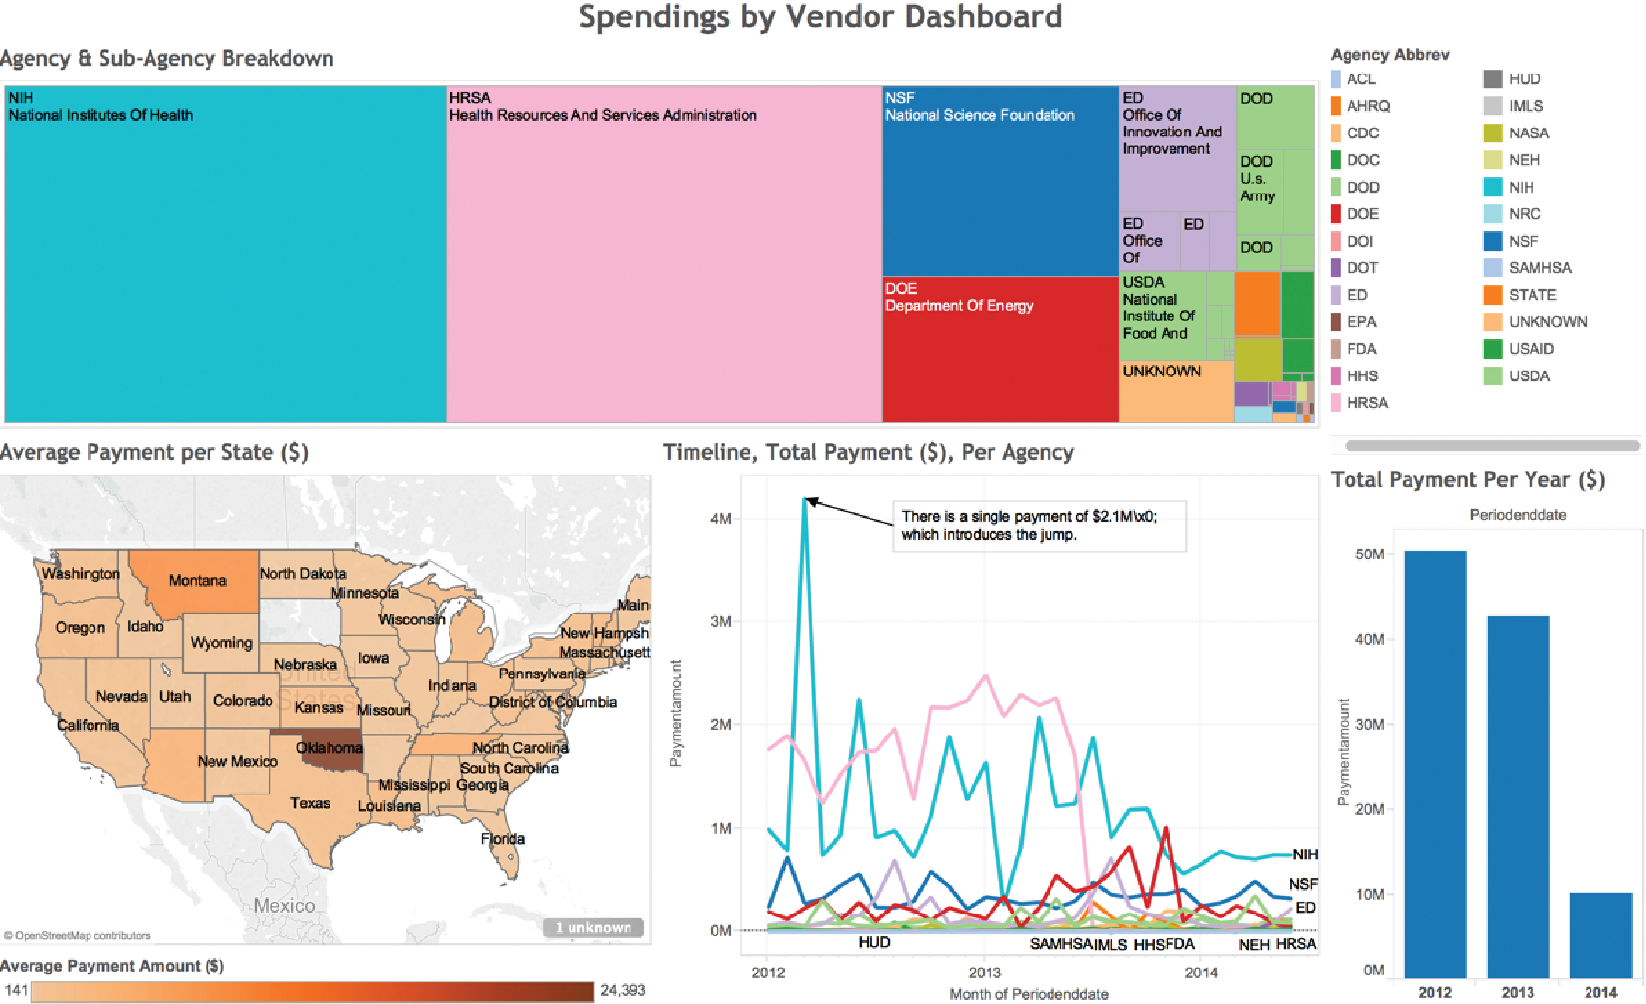 Spendings by Vendor Dashboard
Agency & Sub-Agency Breakdown
NIH
National Institutes Of Health
HRSA
Health Resources And Services Administration
NSF
National Science Foundation
DOE
Department Of Energy
ED
Office Of
Innovation And
Improvement
ED
Office
Of
ED
USDA
National
Institute Of
Food And
UNKNOWN
DOD
DOD
U.s.
Army
DOD
Agency Abbrev
ACL
AHRQ
CDC
DOC
DOD
DOE
DOI
DOT
ED
EPA
FDA
HHS
HRSA
HUD
IMLS
NASA
NEH
NIH
NRC
NSF
SAMHSA
STATE
UNKNOWN
USAID
USDA
Average Payment per State ($)
Washington
Montana
North Dakota
Minnesota
Main
Oregon
Idaho
Wyoming
Wisconsin
New Hampsh
Massachusett
Nebraska
Iowa
Pennsylvania
United
States
Nevada
Utah
Colorado
Kansas
Missouri
Indiana
District of Columbia
California
Oklahoma
North Carolina
New Mexico
South Carolina
Mississippi
Georgia
Texas
Louisiana
Florida
Mexico
1 unknown
© OpenStreetMap contributors
Average Payment Amount ($)
141
24,393
Timeline, Total Payment ($), Per Agency
There is a single payment of $2.1M\x0;
which introduces the jump.
Paymentamount
4M
3M
2M
1M
0M
NIH
NSF
ED
HUD
SAMHSA
IMLS
HHS
FDA
NEH
HRSA
2012
2013
2014
Month of Periodenddate
Total Payment Per Year ($)
Periodenddate
Paymentamount
50M
40M
30M
20M
10M
0M
2012
2013
2014